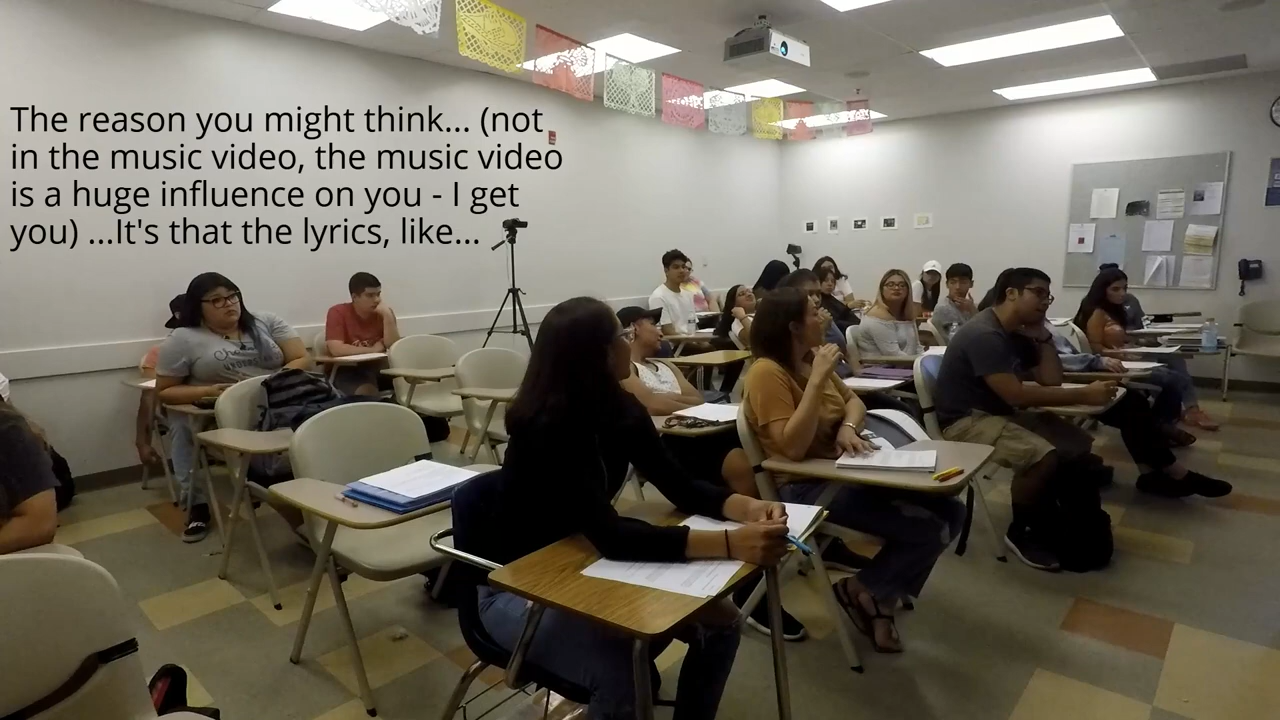 The reason you might think... (not
in the music video, the music video
is a huge influence on you - I get
you) ...It's that the lyrics, like...